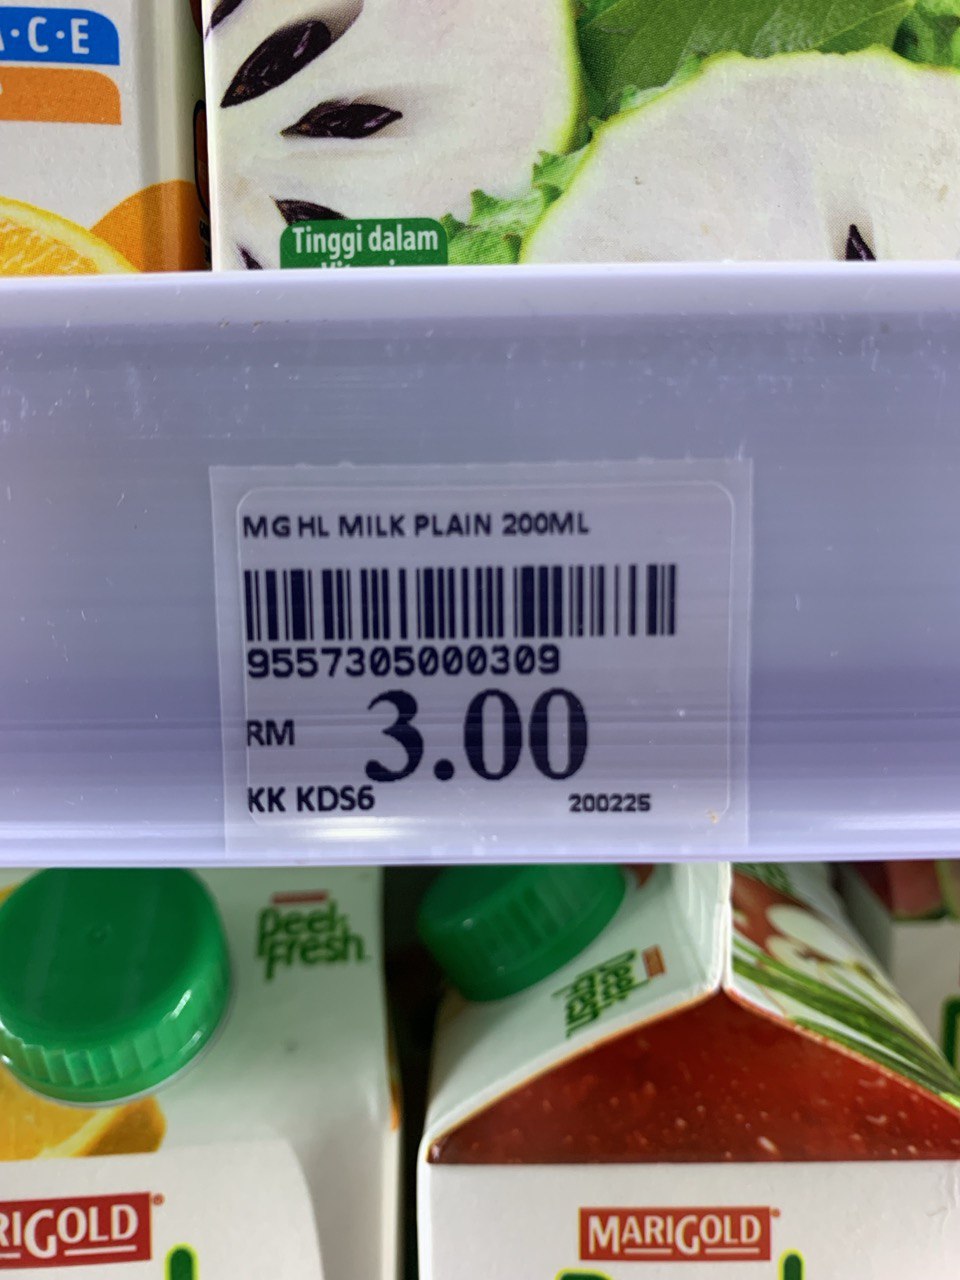 A·C·E
Tinggi dalam
MG HL MILK PLAIN 200ML
9557305000309
RM 3.00
KK KDS6 200225
Peel Fresh
Peel Fresh
MARIGOLD
MARIGOLD